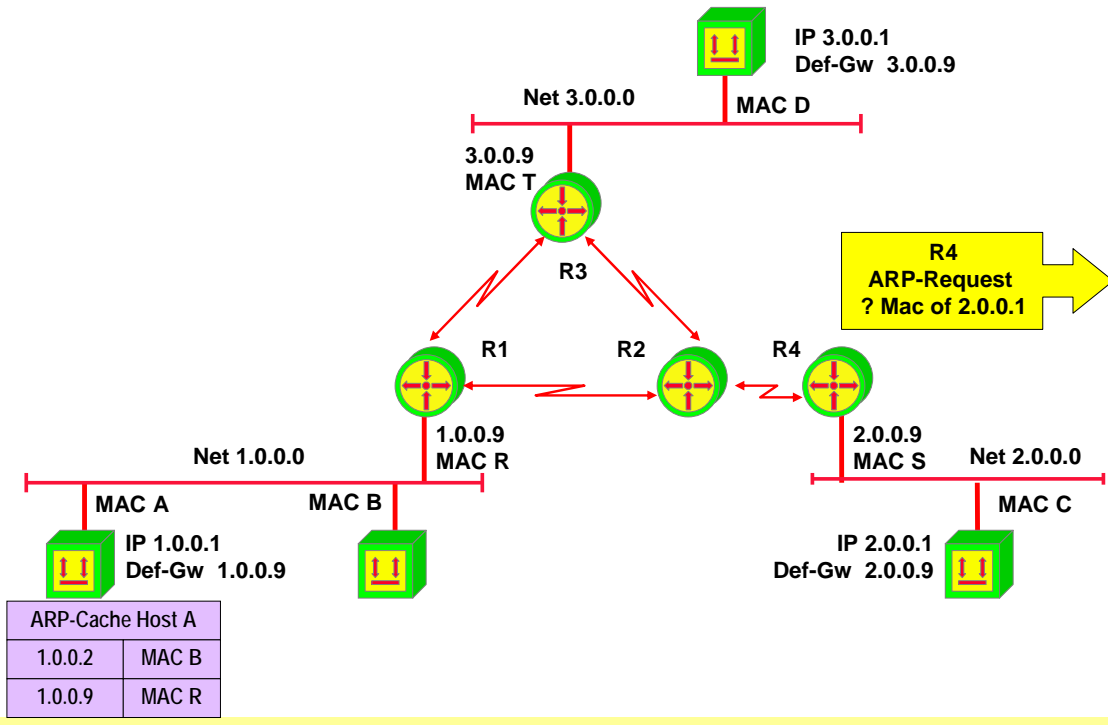 IP 3.0.0.1
Def-Gw 3.0.0.9
Net 3.0.0.0
MAC D
3.0.0.9
MAC T
R3
R4
ARP-Request
? Mac of 2.0.0.1
R1
R2
R4
1.0.0.9
MAC R
2.0.0.9
MAC S
Net 1.0.0.0
Net 2.0.0.0
MAC A
MAC B
MAC C
IP 1.0.0.1
Def-Gw 1.0.0.9
IP 2.0.0.1
Def-Gw 2.0.0.9
ARP-Cache Host A
1.0.0.2 MAC B
1.0.0.9 MAC R